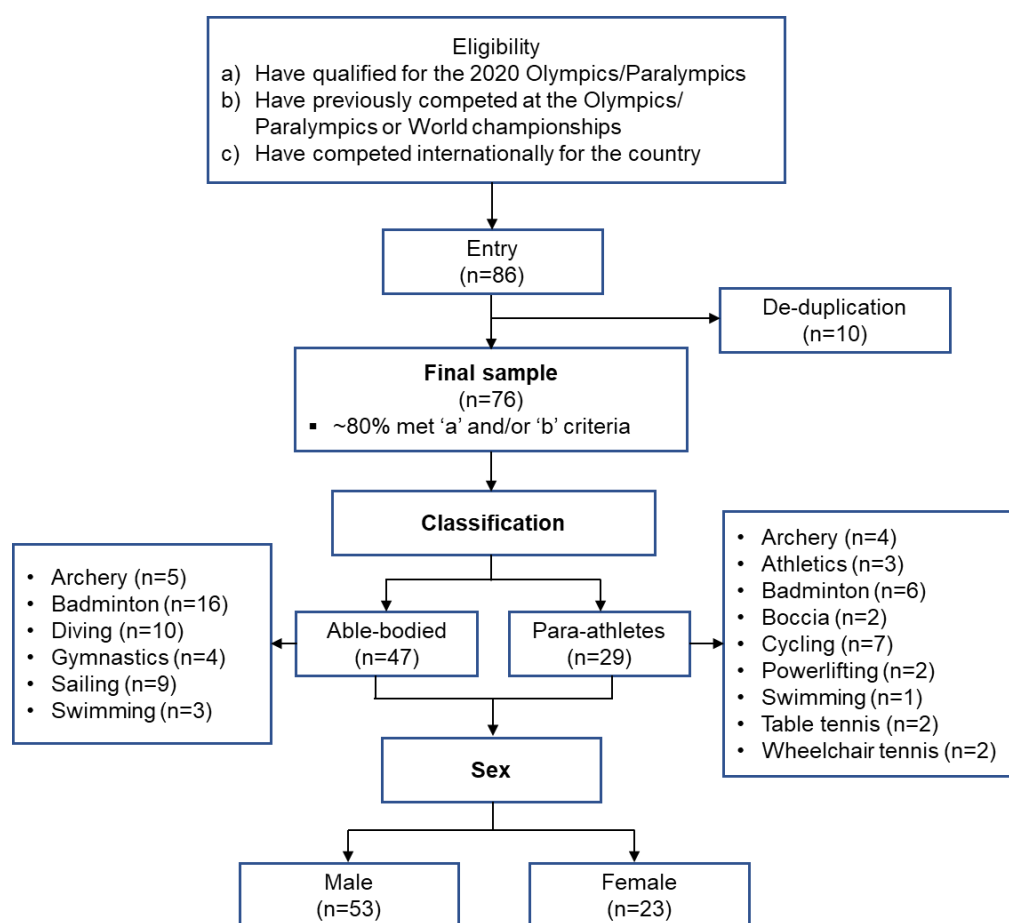 Eligibility
a) Have qualified for the 2020 Olympics/Paralympics
b) Have previously competed at the Olympics/
Paralympics or World championships
c) Have competed internationally for the country
Entry
(n=86)
De-duplication
(n=10)
Final sample
(n=76)
▪ ~80% met ‘a’ and/or ‘b’ criteria
Classification
• Archery (n=5)
• Badminton (n=16)
• Diving (n=10)
• Gymnastics (n=4)
• Sailing (n=9)
• Swimming (n=3)
Able-bodied
(n=47)
Para-athletes
(n=29)
• Archery (n=4)
• Athletics (n=3)
• Badminton (n=6)
• Boccia (n=2)
• Cycling (n=7)
• Powerlifting (n=2)
• Swimming (n=1)
• Table tennis (n=2)
• Wheelchair tennis (n=2)
Sex
Male
(n=53)
Female
(n=23)